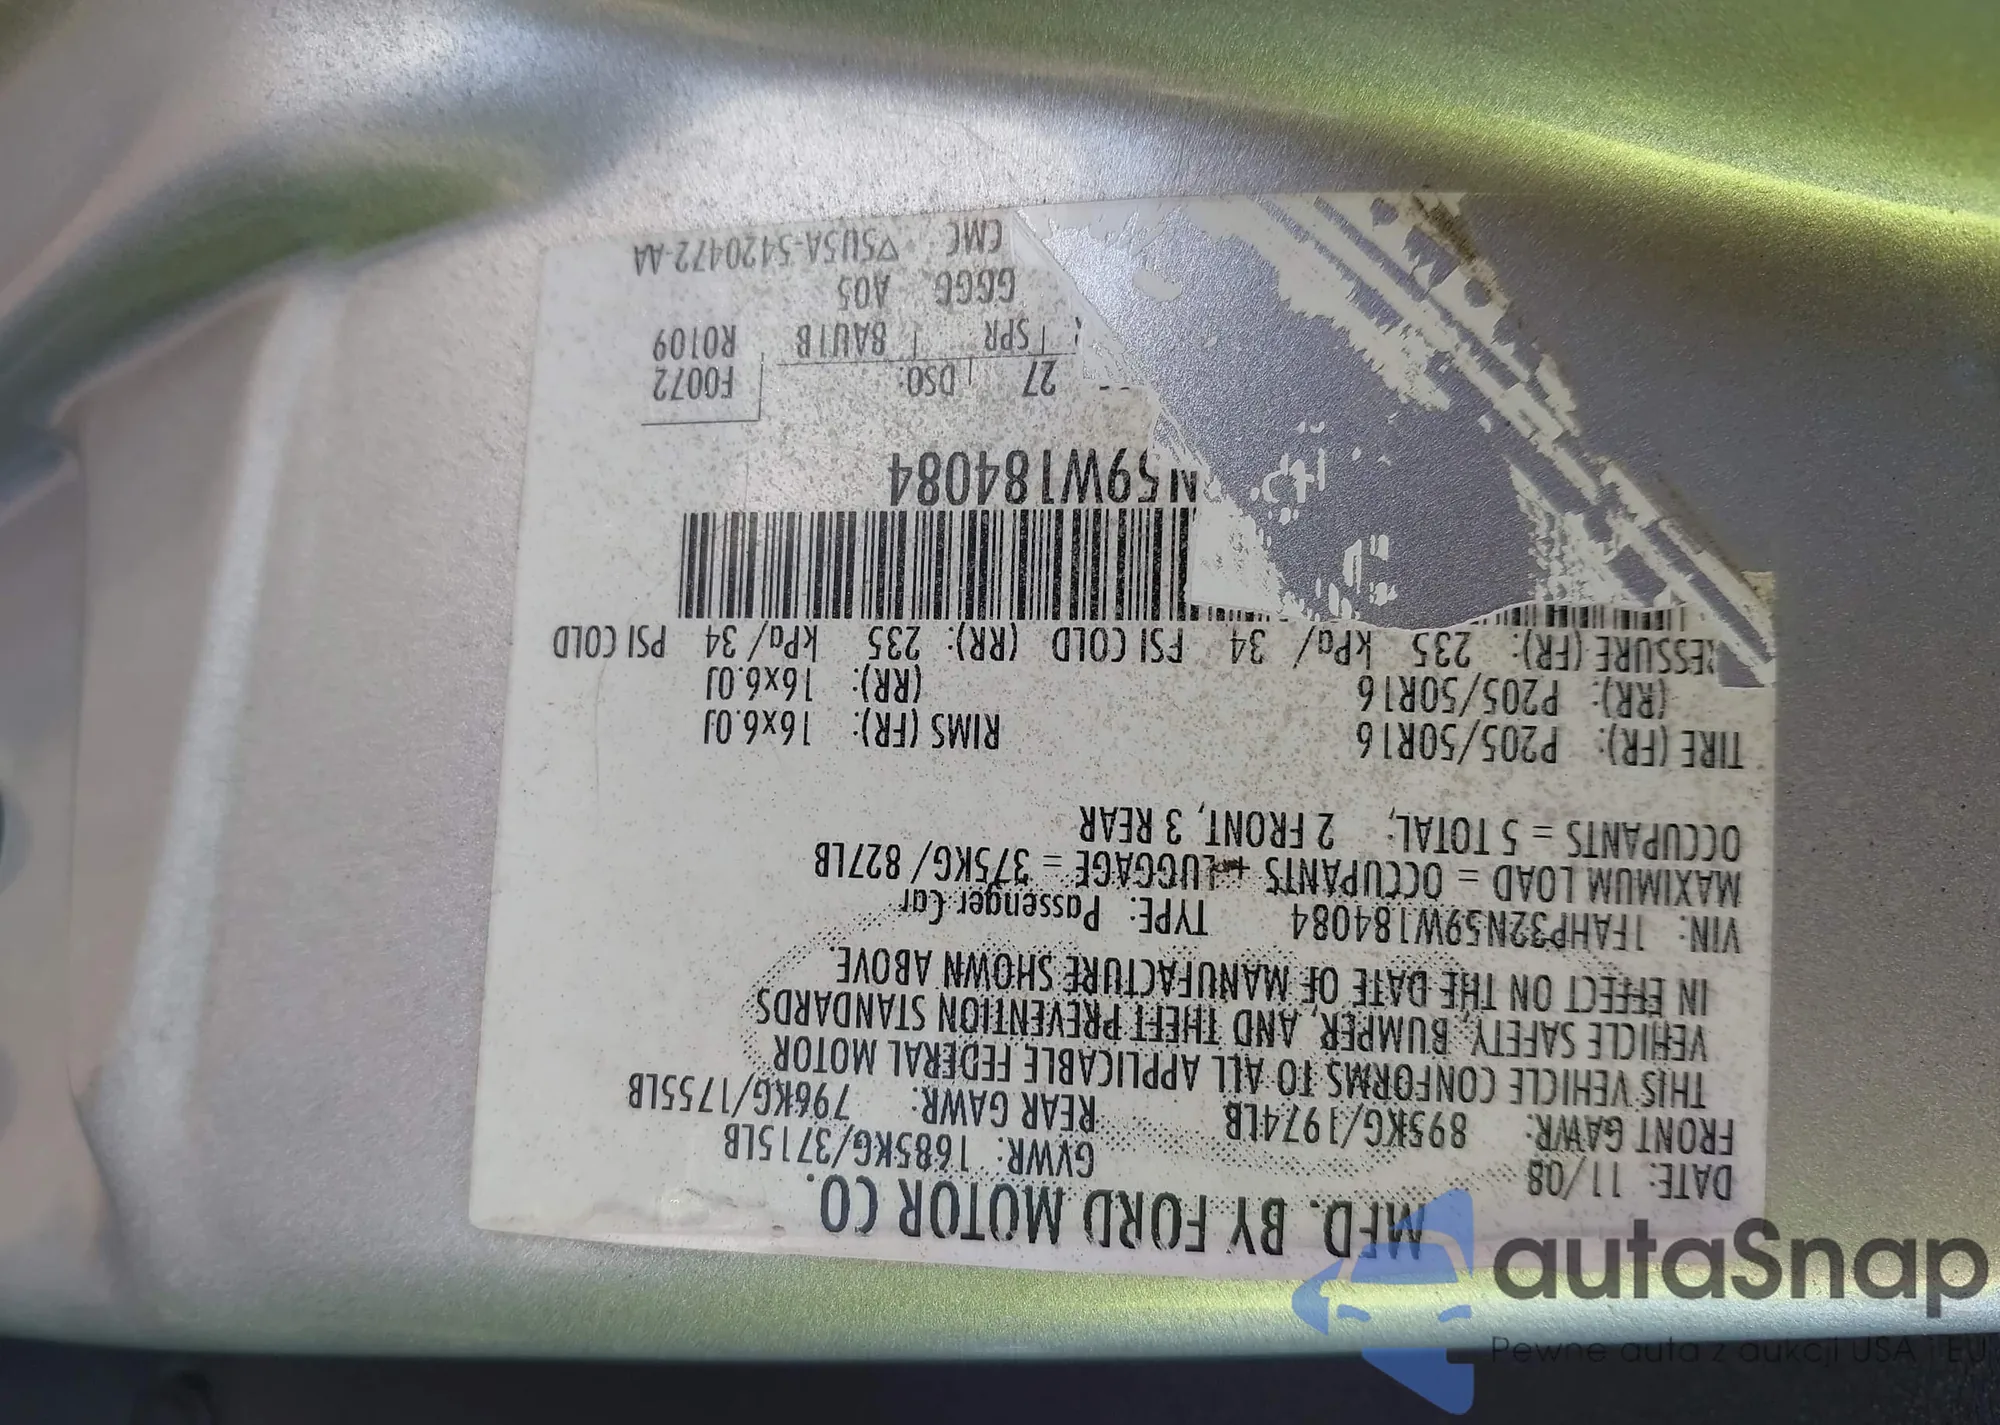 MFD. BY FORD MOTOR CO.
DATE: 11/08 GVWR: 1685KG/3715LB
FRONT GAWR: 895KG/1974LB REAR GAWR: 796KG/1755LB
THIS VEHICLE CONFORMS TO ALL APPLICABLE FEDERAL MOTOR
VEHICLE SAFETY, BUMPER, AND THEFT PREVENTION STANDARDS
IN EFFECT ON THE DATE OF MANUFACTURE SHOWN ABOVE.
VIN: 1FAHP32N59W184084 TYPE: Passenger Car
MAXIMUM LOAD = OCCUPANTS + LUGGAGE = 375KG/827LB
OCCUPANTS = 5 TOTAL, 2 FRONT, 3 REAR
TIRE (FR): P205/50R16 RIMS (FR): 16x6.0J
(RR): P205/50R16 (RR): 16x6.0J
RESSURE (FR): 235 kPa/ 34 PSI COLD (RR): 235 kPa/34 PSI COLD
N59W184084
27 DSO: F0072
SPR 8AU1B R0109
GGGG A05
CMC ▽5U5A-5420472-AA
autaSnap
Pewne auta z aukcji USA i EU